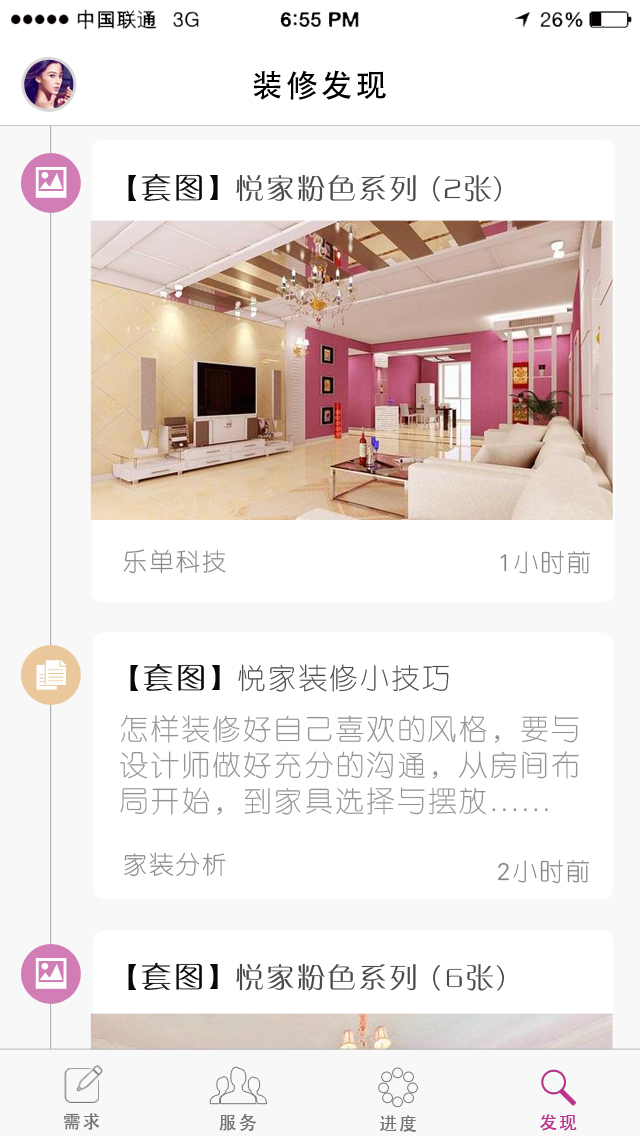 中国联通 3G 6:55 PM 26%
装修发现
【套图】悦家粉色系列（2张）
乐单科技 1小时前
【套图】悦家装修小技巧
怎样装修好自己喜欢的风格，要与
设计师做好充分的沟通，从房间布
局开始，到家具选择与摆放......
家装分析 2小时前
【套图】悦家粉色系列（6张）
需求 服务 进度 发现